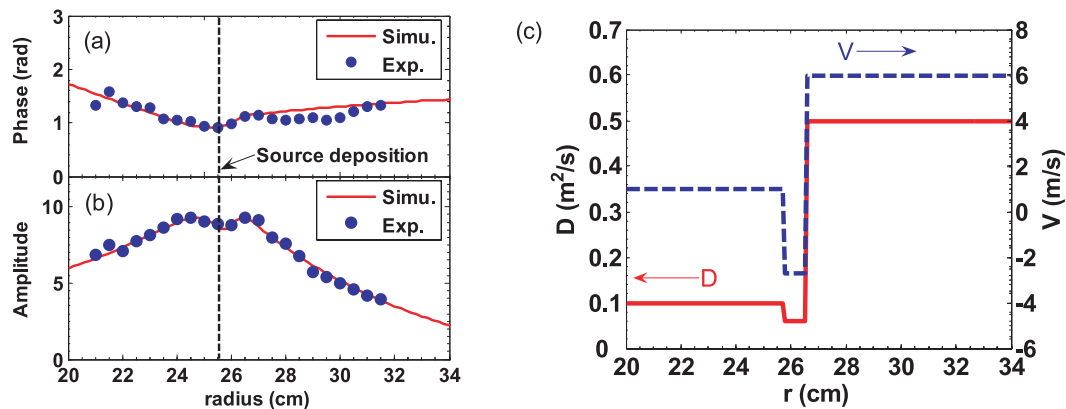 (a)
Phase (rad)
3
2
1
0
Simu.
Exp.
Source deposition
(b)
Amplitude
10
5
0
Simu.
Exp.
20 22 24 26 28 30 32 34
radius (cm)
(c)
D (m²/s)
0.7
0.6
0.5
0.4
0.3
0.2
0.1
0
V
D
8
6
4
2
0
-2
-4
-6
V (m/s)
20 22 24 26 28 30 32 34
r (cm)